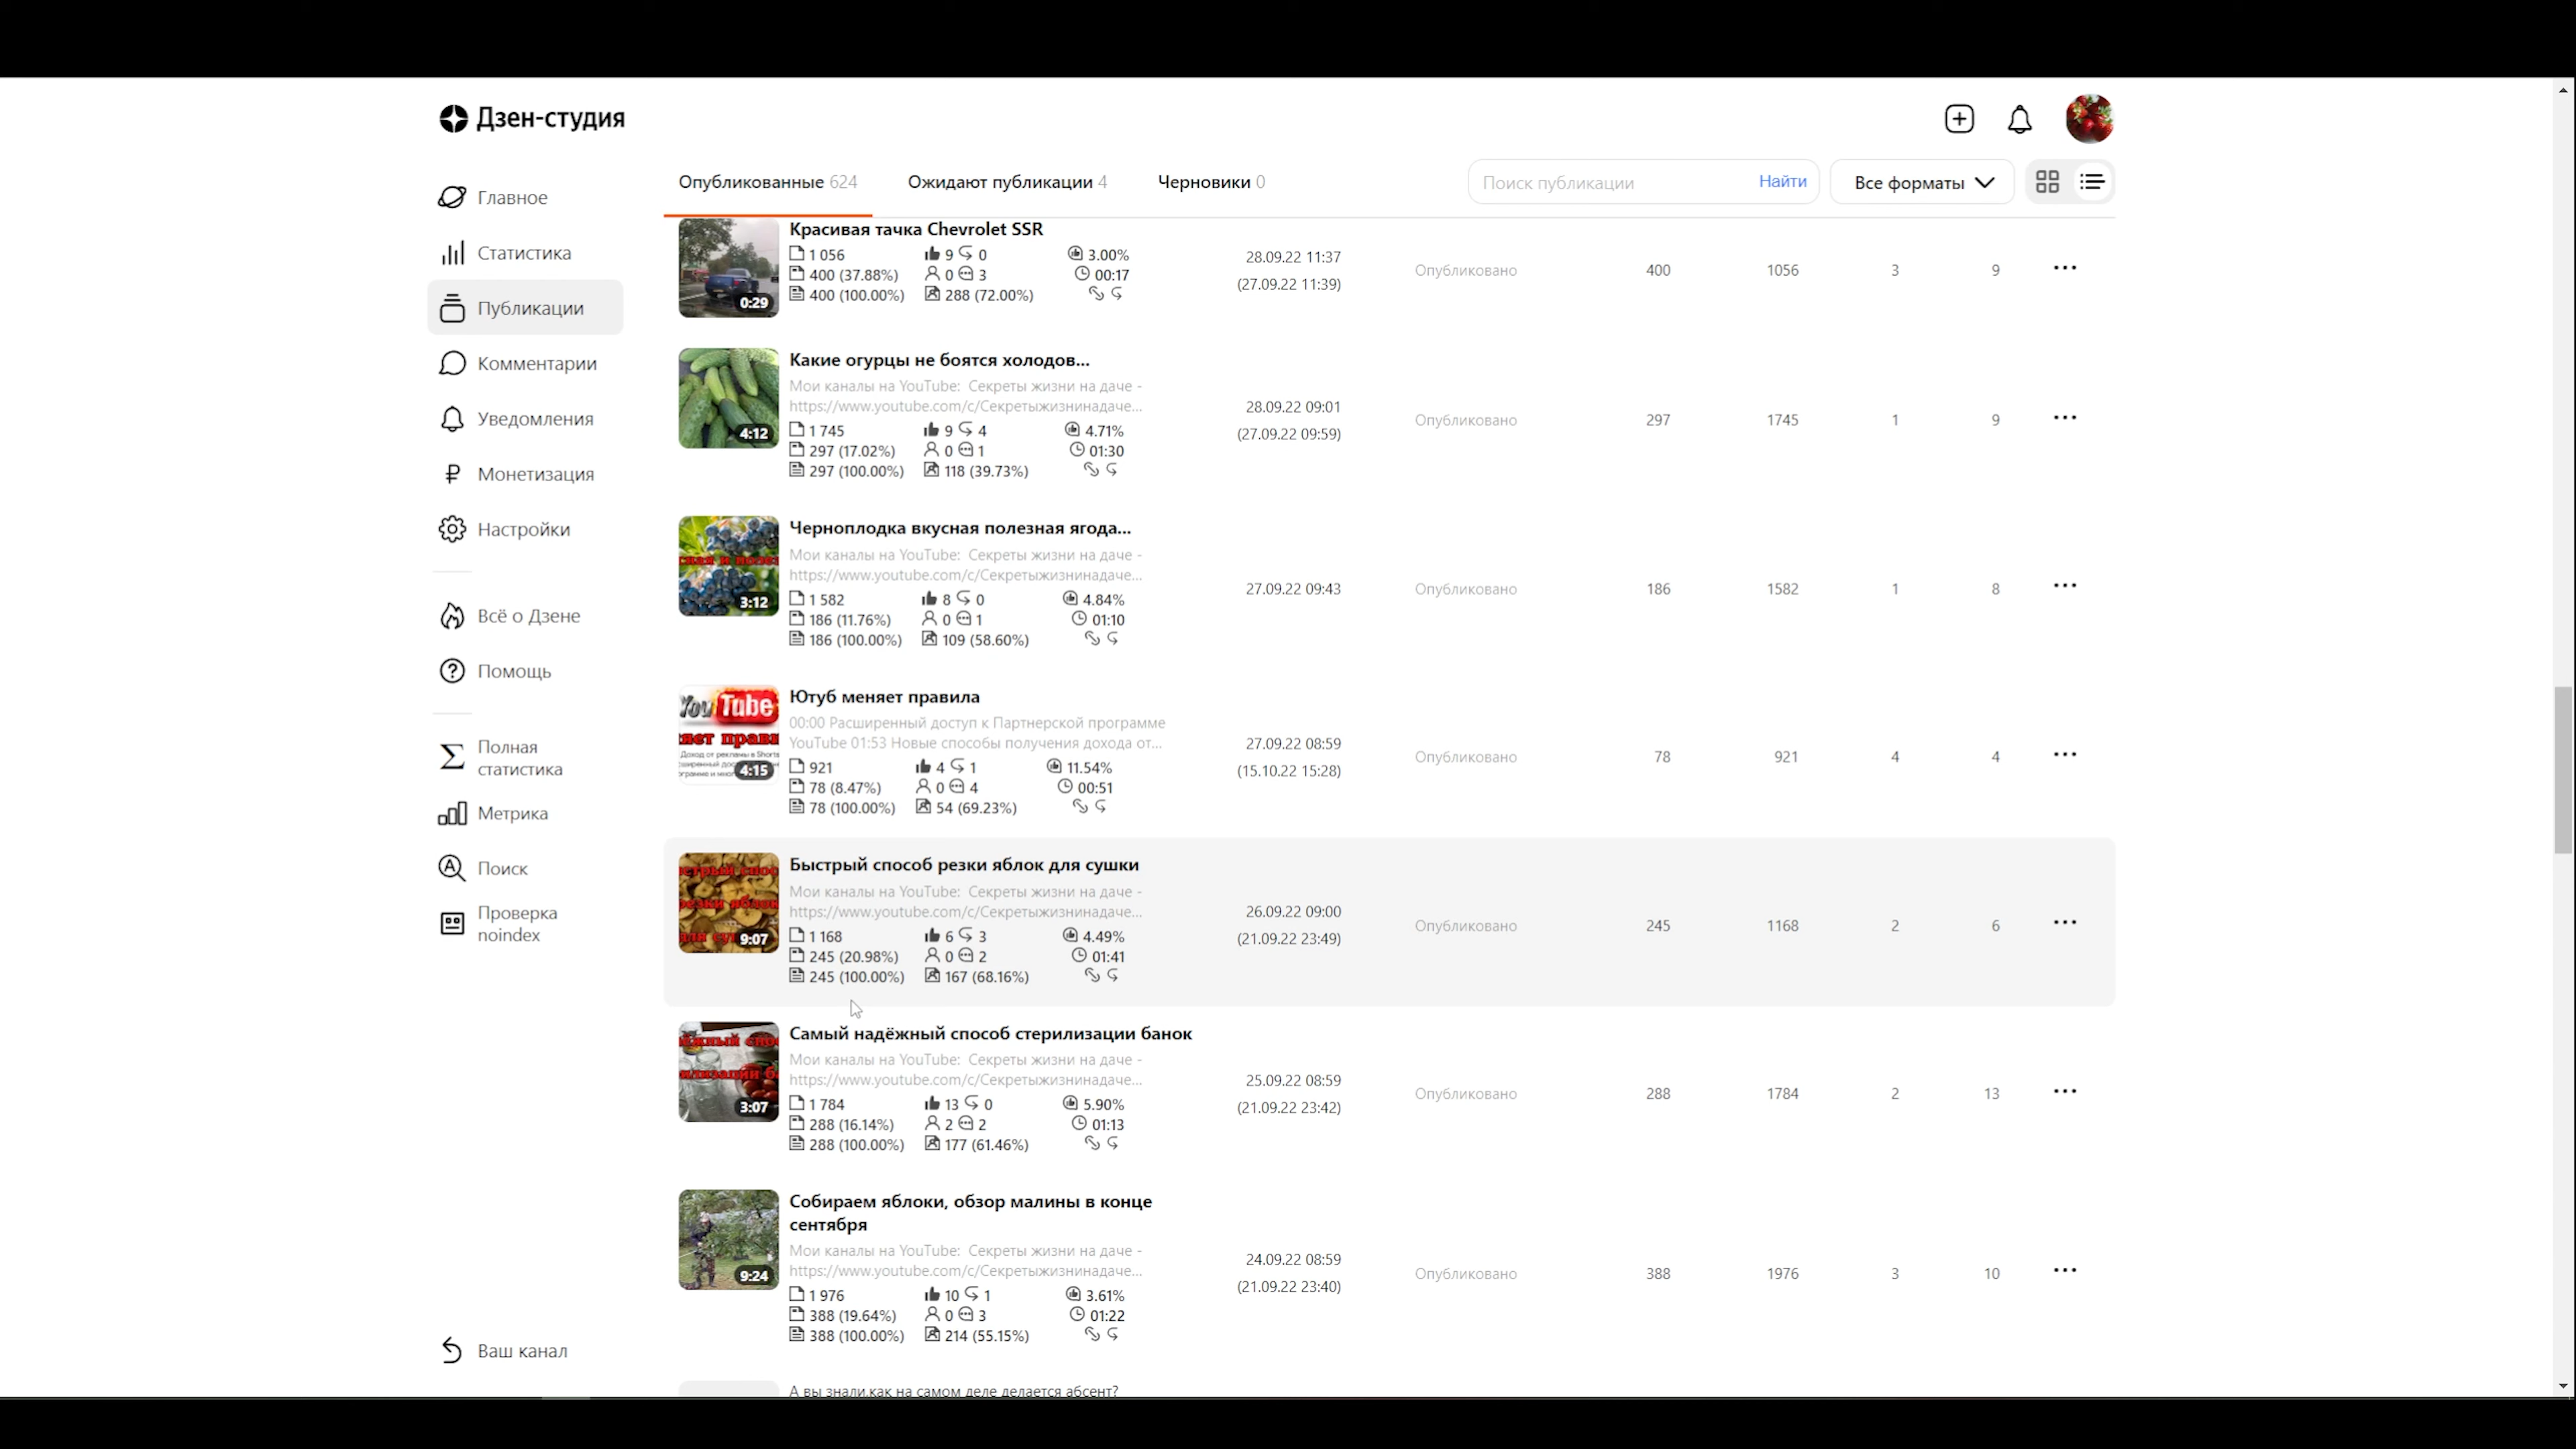 Дзен-студия
Главное
Статистика
Публикации
Комментарии
Уведомления
Монетизация
Настройки
Всё о Дзене
Помощь
Полная
статистика
Метрика
Поиск
Проверка
noindex
Ваш канал
Опубликованные 624
Ожидают публикации 4
Черновики 0
Поиск публикации
Найти
Все форматы
0:29
Красивая тачка Chevrolet SSR
1 056 9 0 3.00%
400 (37.88%) 0 3 00:17
400 (100.00%) 288 (72.00%)
28.09.22 11:37
(27.09.22 11:39)
Опубликовано 400 1056 3 9
4:12
Какие огурцы не боятся холодов...
Мои каналы на YouTube: Секреты жизни на даче -
https://www.youtube.com/c/Секретыжизнинадаче...
1 745 9 4 4.71%
297 (17.02%) 0 1 01:30
297 (100.00%) 118 (39.73%)
28.09.22 09:01
(27.09.22 09:59)
Опубликовано 297 1745 1 9
3:12
Черноплодка вкусная полезная ягода...
Мои каналы на YouTube: Секреты жизни на даче -
https://www.youtube.com/c/Секретыжизнинадаче...
1 582 8 0 4.84%
186 (11.76%) 0 1 01:10
186 (100.00%) 109 (58.60%)
27.09.22 09:43
Опубликовано 186 1582 1 8
YouTube
4:15
Ютуб меняет правила
00:00 Расширенный доступ к Партнерской программе
YouTube 01:53 Новые способы получения дохода от...
921 4 1 11.54%
78 (8.47%) 0 4 00:51
78 (100.00%) 54 (69.23%)
27.09.22 08:59
(15.10.22 15:28)
Опубликовано 78 921 4 4
9:07
Быстрый способ резки яблок для сушки
Мои каналы на YouTube: Секреты жизни на даче -
https://www.youtube.com/c/Секретыжизнинадаче...
1 168 6 3 4.49%
245 (20.98%) 0 2 01:41
245 (100.00%) 167 (68.16%)
26.09.22 09:00
(21.09.22 23:49)
Опубликовано 245 1168 2 6
3:07
Самый надёжный способ стерилизации банок
Мои каналы на YouTube: Секреты жизни на даче -
https://www.youtube.com/c/Секретыжизнинадаче...
1 784 13 0 5.90%
288 (16.14%) 2 2 01:13
288 (100.00%) 177 (61.46%)
25.09.22 08:59
(21.09.22 23:42)
Опубликовано 288 1784 2 13
9:24
Собираем яблоки, обзор малины в конце
сентября
Мои каналы на YouTube: Секреты жизни на даче -
https://www.youtube.com/c/Секретыжизнинадаче...
1 976 10 1 3.61%
388 (19.64%) 0 3 01:22
388 (100.00%) 214 (55.15%)
24.09.22 08:59
(21.09.22 23:40)
Опубликовано 388 1976 3 10
А вы знали,как на самом деле делается абсент?